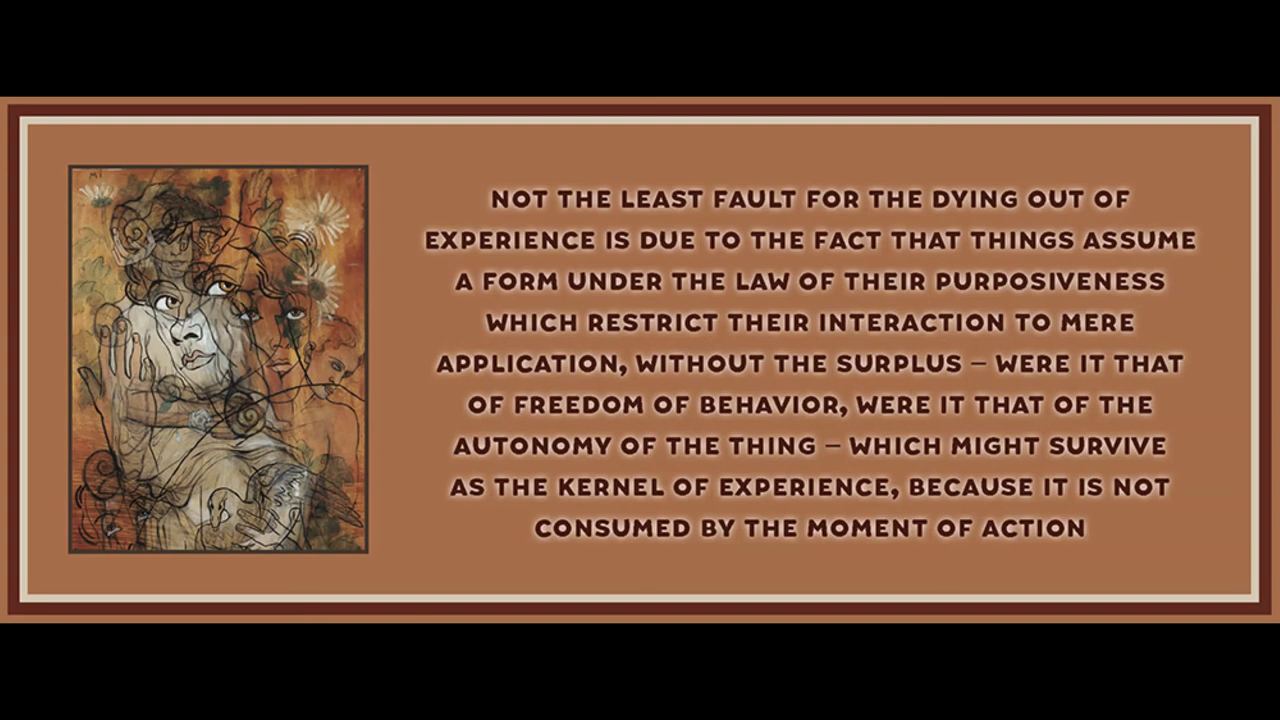 NOT THE LEAST FAULT FOR THE DYING OUT OF
EXPERIENCE IS DUE TO THE FACT THAT THINGS ASSUME
A FORM UNDER THE LAW OF THEIR PURPOSIVENESS
WHICH RESTRICT THEIR INTERACTION TO MERE
APPLICATION, WITHOUT THE SURPLUS – WERE IT THAT
OF FREEDOM OF BEHAVIOR, WERE IT THAT OF THE
AUTONOMY OF THE THING – WHICH MIGHT SURVIVE
AS THE KERNEL OF EXPERIENCE, BECAUSE IT IS NOT
CONSUMED BY THE MOMENT OF ACTION